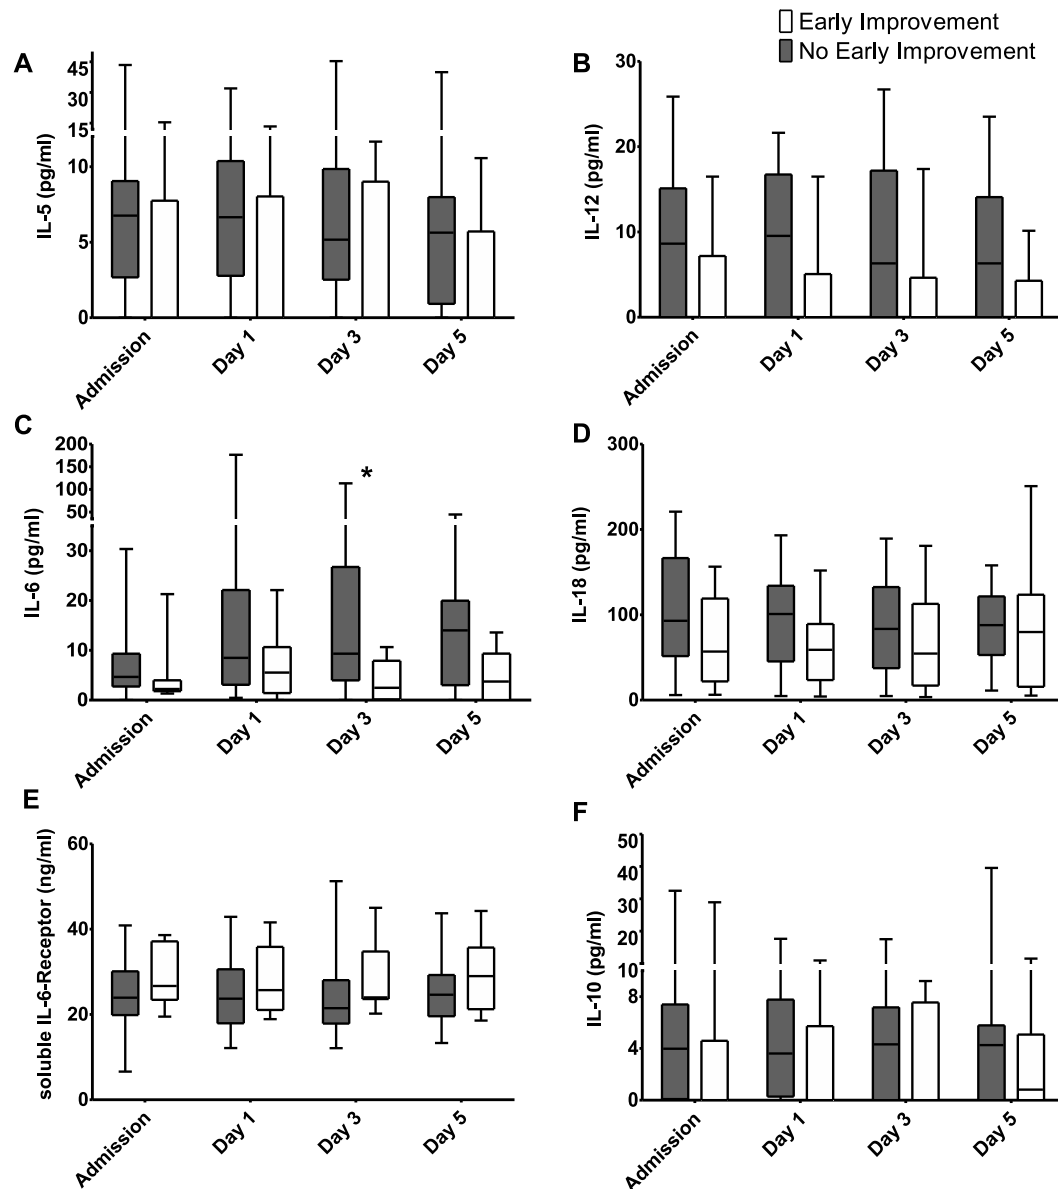 Early Improvement
No Early Improvement
A
IL-5 (pg/ml)
45
30
15
10
5
0
Admission
Day 1
Day 3
Day 5
B
IL-12 (pg/ml)
30
20
10
0
Admission
Day 1
Day 3
Day 5
C
IL-6 (pg/ml)
200
150
100
50
30
20
10
0
*
Admission
Day 1
Day 3
Day 5
D
IL-18 (pg/ml)
300
200
100
0
Admission
Day 1
Day 3
Day 5
E
soluble IL-6-Receptor (ng/ml)
60
40
20
0
Admission
Day 1
Day 3
Day 5
F
IL-10 (pg/ml)
50
40
30
20
10
8
4
0
Admission
Day 1
Day 3
Day 5